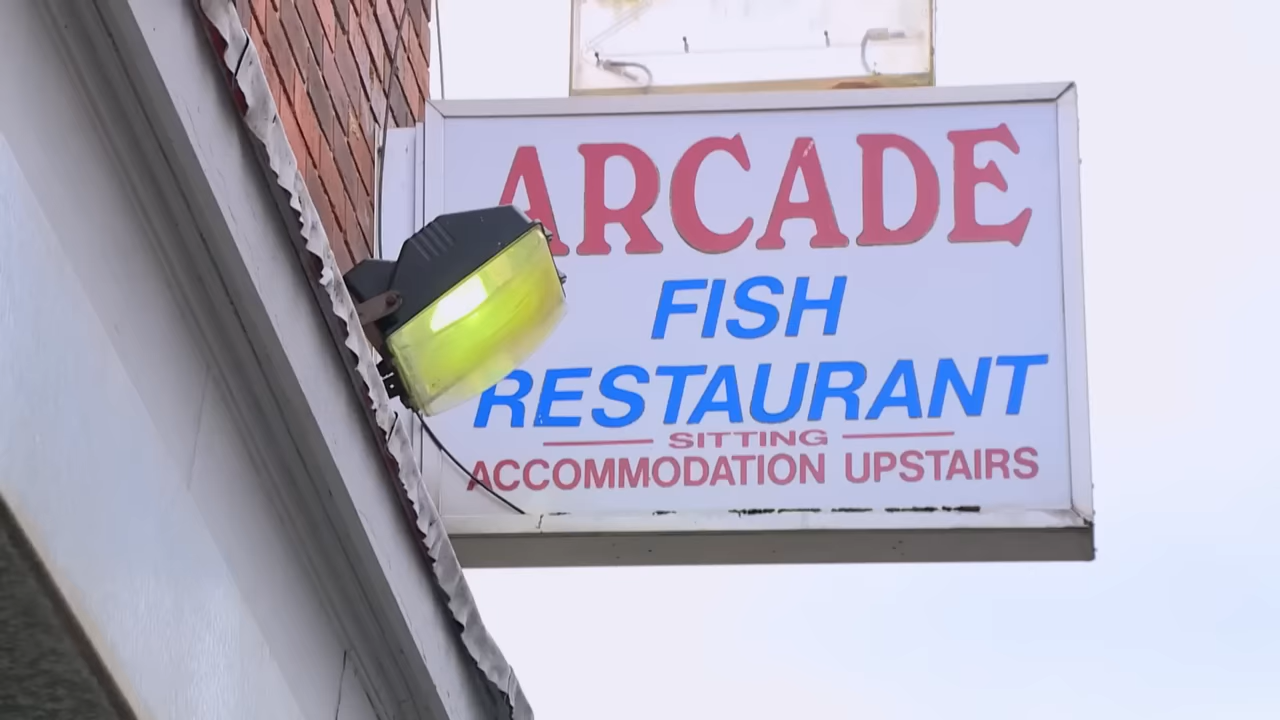 ARCADE
FISH
RESTAURANT
SITTING
ACCOMMODATION UPSTAIRS